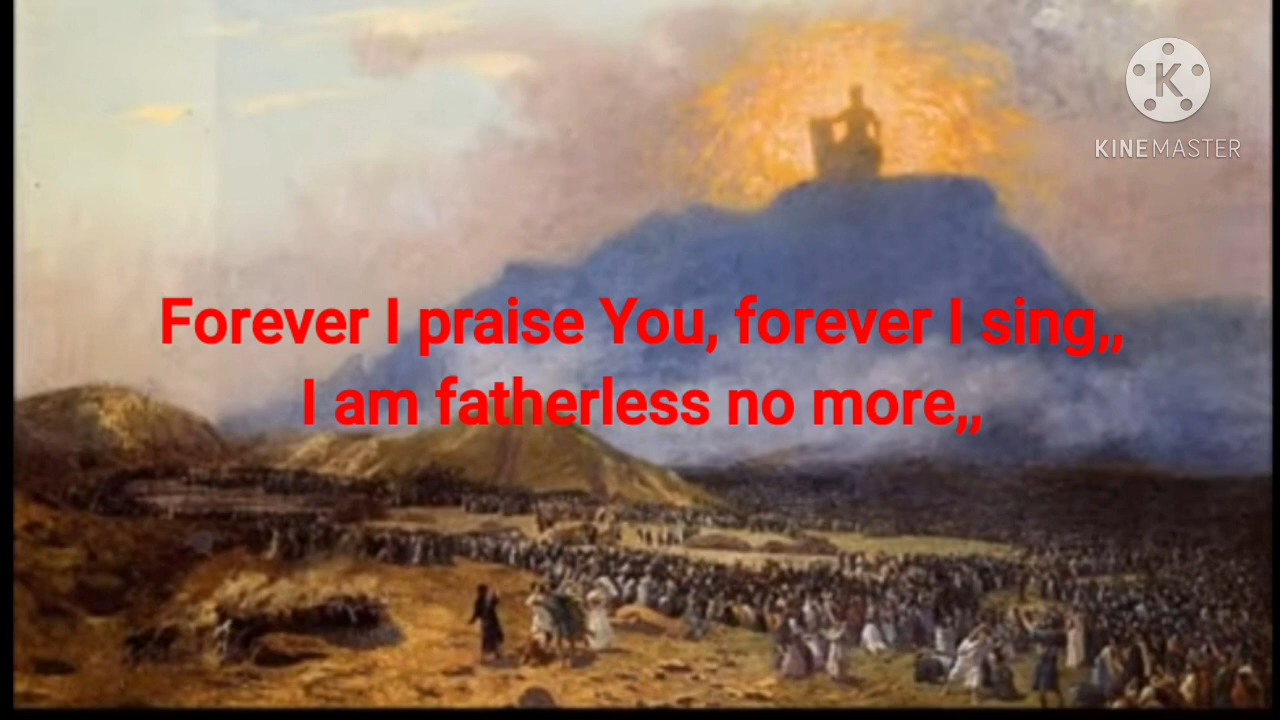 K
KINEMASTER
Forever I praise You, forever I sing,,
I am fatherless no more,,